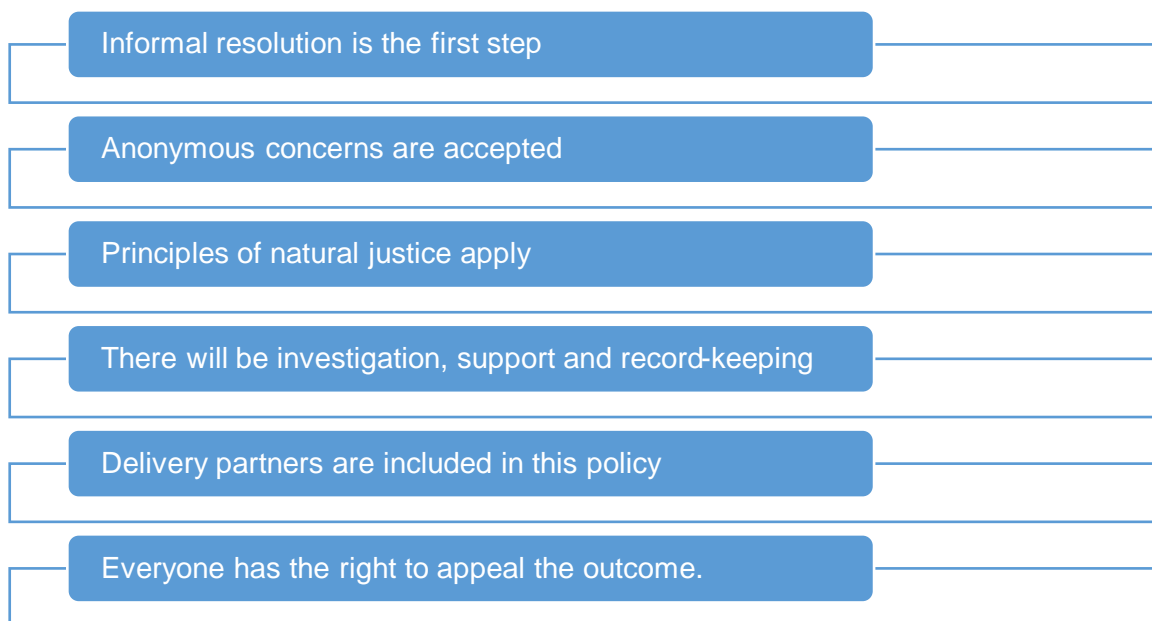 Informal resolution is the first step
Anonymous concerns are accepted
Principles of natural justice apply
There will be investigation, support and record-keeping
Delivery partners are included in this policy
Everyone has the right to appeal the outcome.